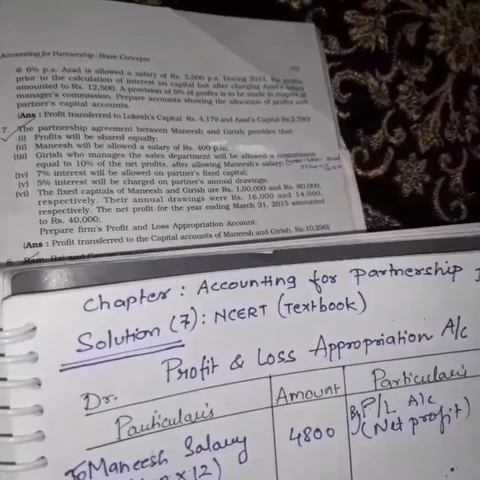 Accounting for Partnership : Basic Concepts
@ 6% p.a. Azad is allowed a salary of Rs. 2,500 p.a. During 2015, the profits
prior to the calculation of interest on capital but after charging Azad's salary
amounted to Rs. 12,500. A provision of 5% of profits is to be made in respect of
manager's commission. Prepare accounts showing the allocation of profits and
partner's capital accounts.
(Ans : Profit transferred to Lokesh's Capital Rs. 4,170 and Azad's Capital Rs.2,780)
7. The partnership agreement between Maneesh and Girish provides that:
(i) Profits will be shared equally;
(ii) Maneesh will be allowed a salary of Rs. 400 p.m.
(iii) Girish who manages the sales department will be allowed a commission
equal to 10% of the net profits, after allowing Maneesh's salary;
(iv) 7% interest will be allowed on partner's fixed capital;
(v) 5% interest will be charged on partner's annual drawings;
(vi) The fixed capitals of Maneesh and Girish are Rs. 1,00,000 and Rs. 80,000,
respectively. Their annual drawings were Rs. 16,000 and 14,000,
respectively. The net profit for the year ending March 31, 2015 amounted
to Rs. 40,000;
Prepare firm's Profit and Loss Appropriation Account.
[Ans : Profit transferred to the Capital accounts of Maneesh and Girish, Rs. 10,290]
8. Ram, Raj and
Chapter : Accounting for Partnership
Solution (7) : NCERT (Textbook)
Profit & Loss Appropriation A/c
Dr.
Particulars Amount Particulars
To Maneesh Salary 4800 By P/L A/c
x 12) (Net profit)